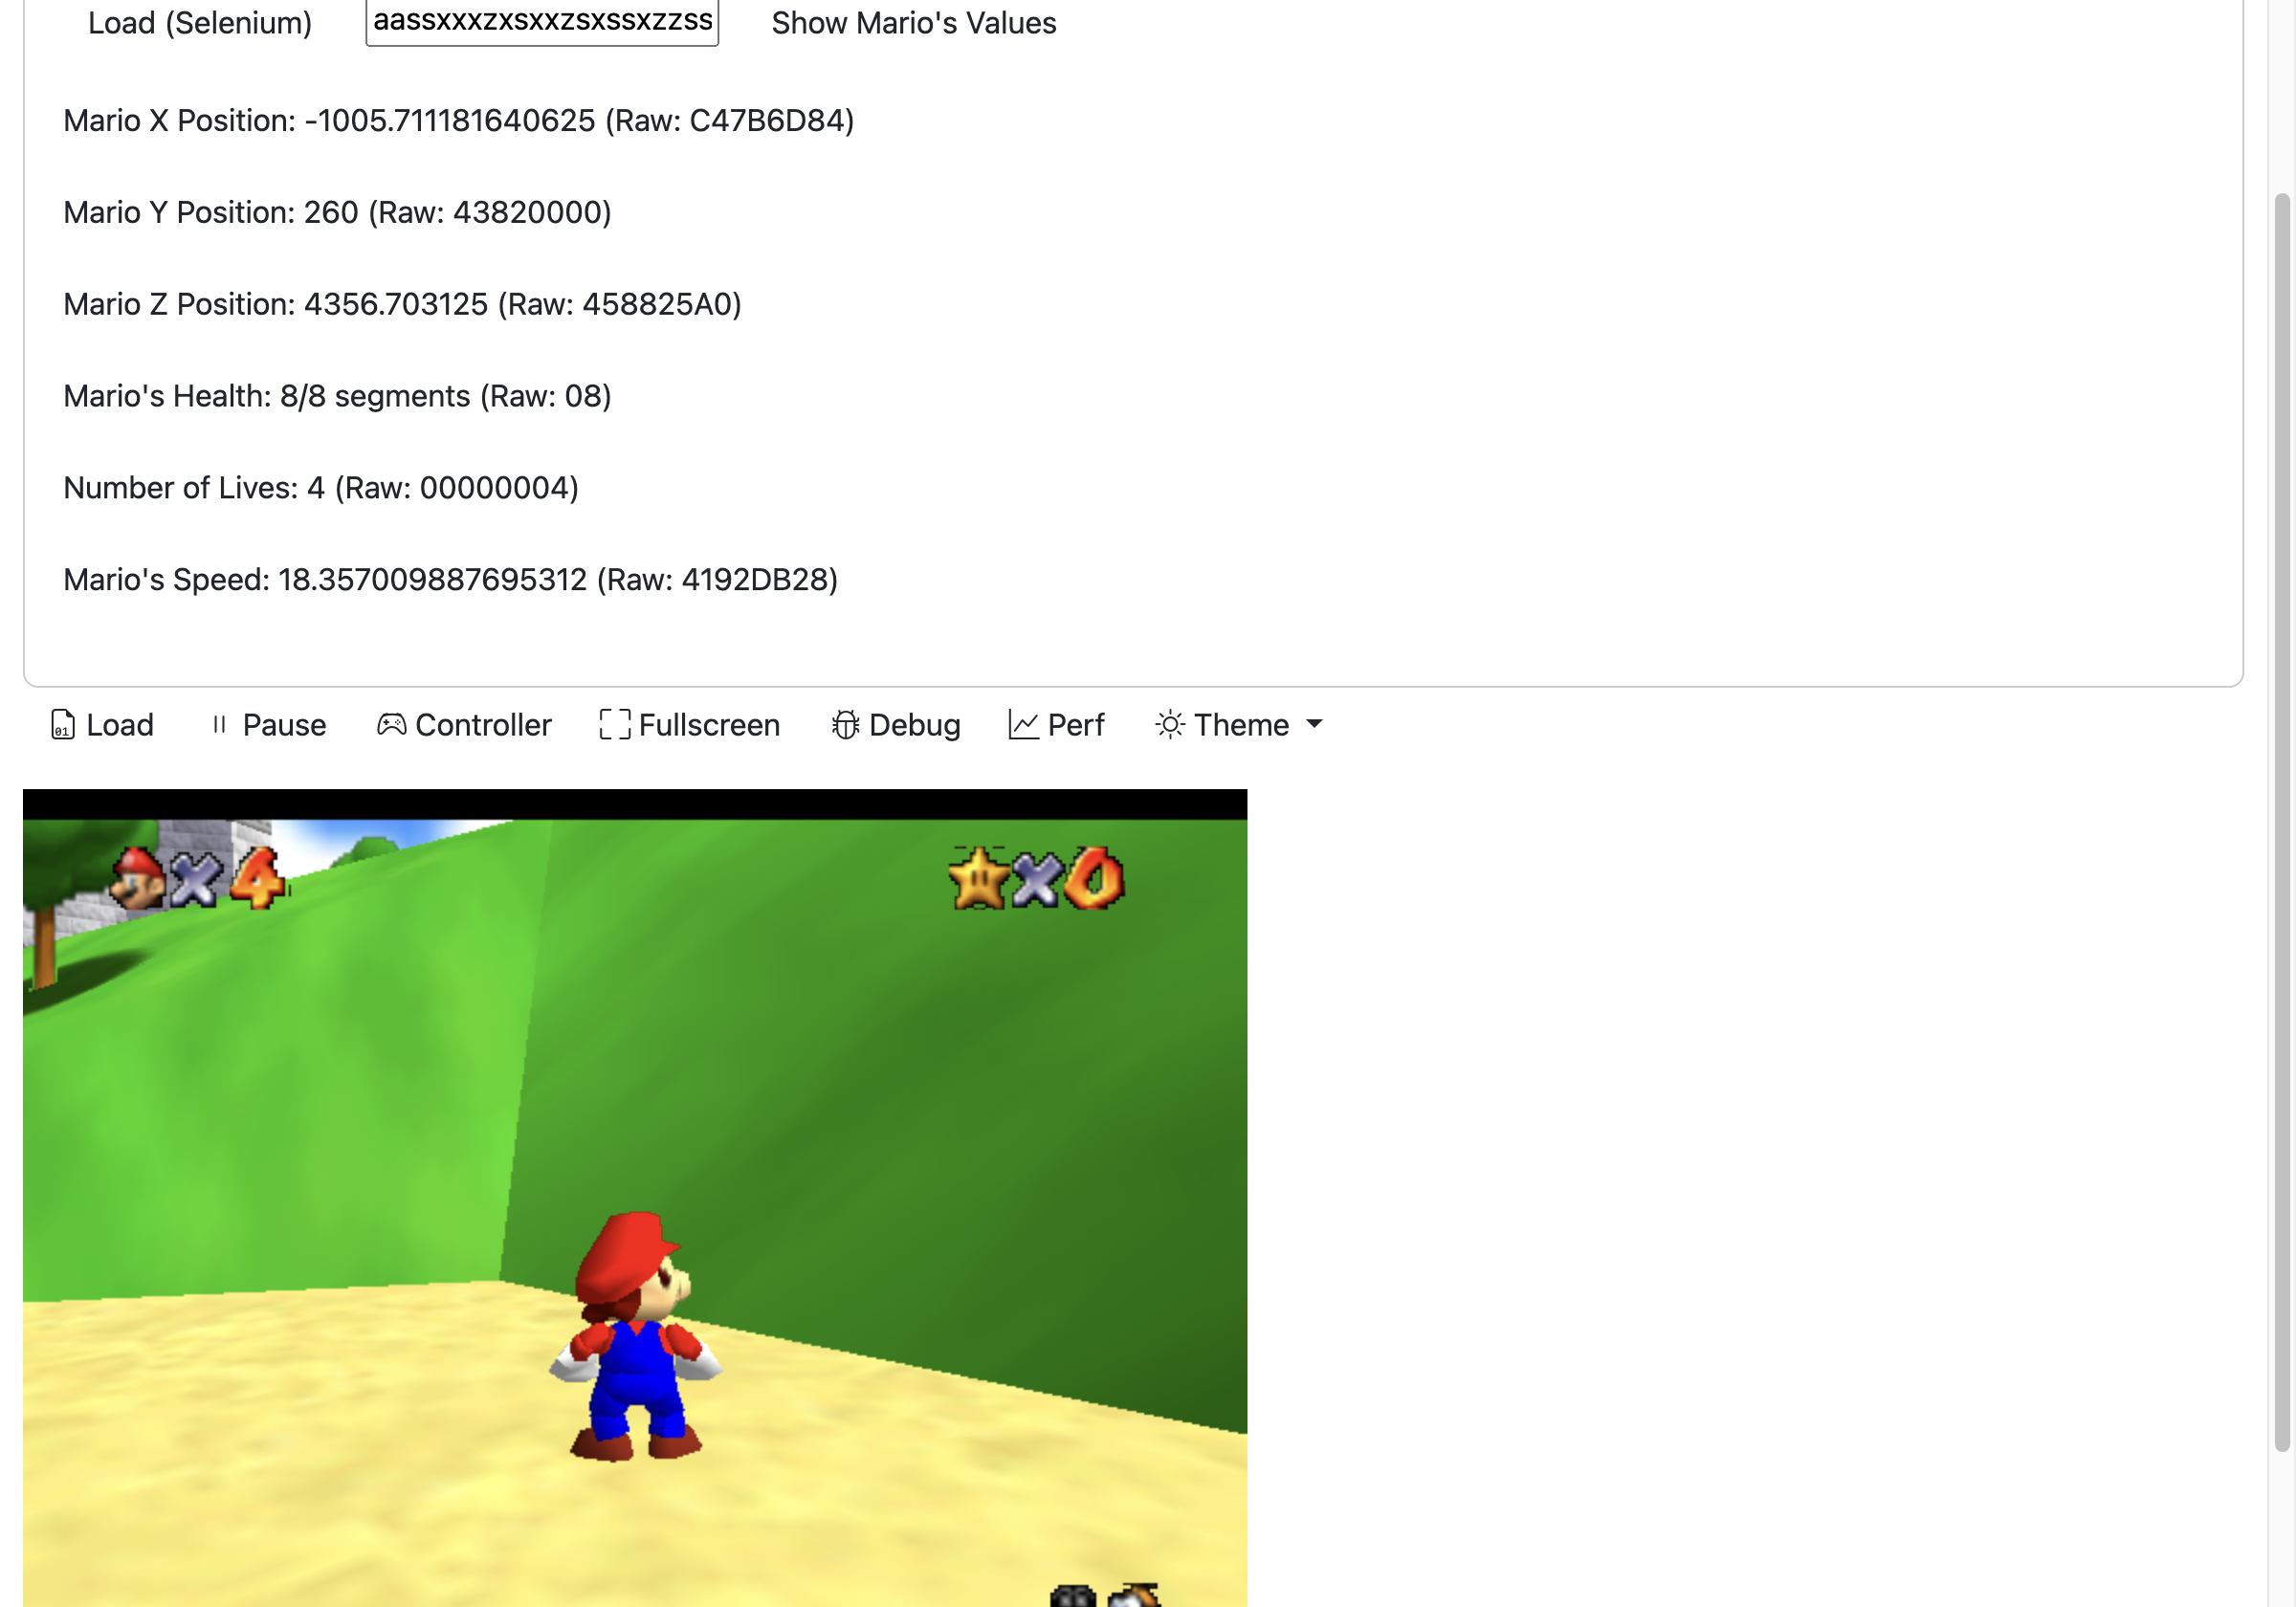 Load (Selenium) aassxxxzxsxxzsxssxzzss Show Mario's Values
Mario X Position: -1005.711181640625 (Raw: C47B6D84)
Mario Y Position: 260 (Raw: 43820000)
Mario Z Position: 4356.703125 (Raw: 458825A0)
Mario's Health: 8/8 segments (Raw: 08)
Number of Lives: 4 (Raw: 00000004)
Mario's Speed: 18.357009887695312 (Raw: 4192DB28)
01 Load Pause Controller Fullscreen Debug Perf Theme
×4 ×0